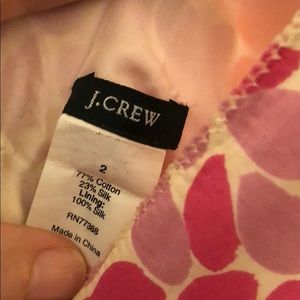 J.CREW
2
77% Cotton
23% Silk
Lining:
100% Silk
RN77388
Made in China